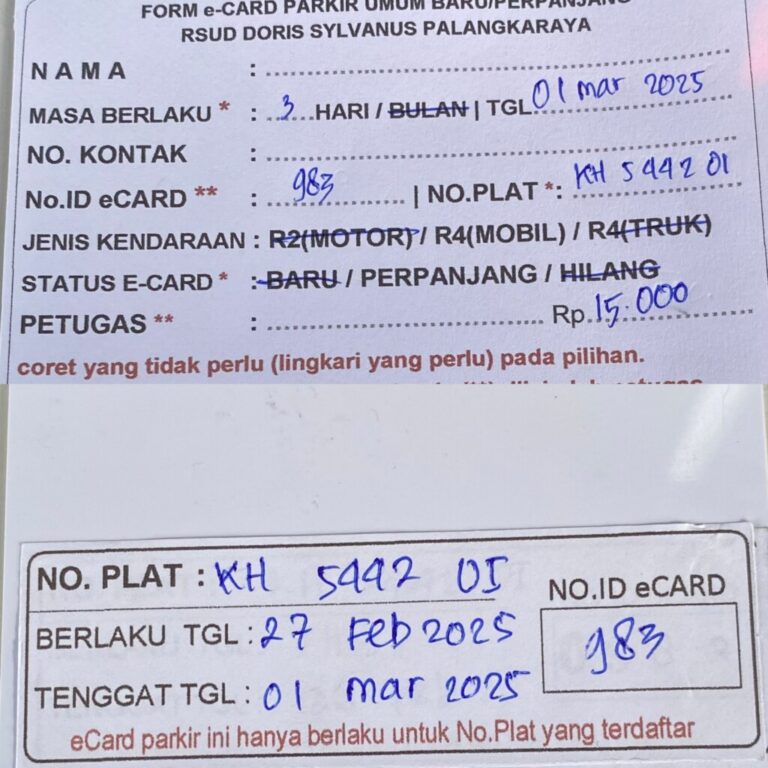 FORM e-CARD PARKIR UMUM BARU/PERPANJANG
RSUD DORIS SYLVANUS PALANGKARAYA
NAMA :
MASA BERLAKU * : 3 HARI / BULAN | TGL 01 mar 2025
NO. KONTAK :
No.ID eCARD ** : 983 | NO.PLAT *: KH 5442 OI
JENIS KENDARAAN : R2(MOTOR) / R4(MOBIL) / R4(TRUK)
STATUS E-CARD * : BARU / PERPANJANG / HILANG
PETUGAS ** : Rp. 15.000
coret yang tidak perlu (lingkari yang perlu) pada pilihan.
NO. PLAT : KH 5442 OI
NO.ID eCARD
BERLAKU TGL : 27 Feb 2025
983
TENGGAT TGL : 01 mar 2025
eCard parkir ini hanya berlaku untuk No.Plat yang terdaftar